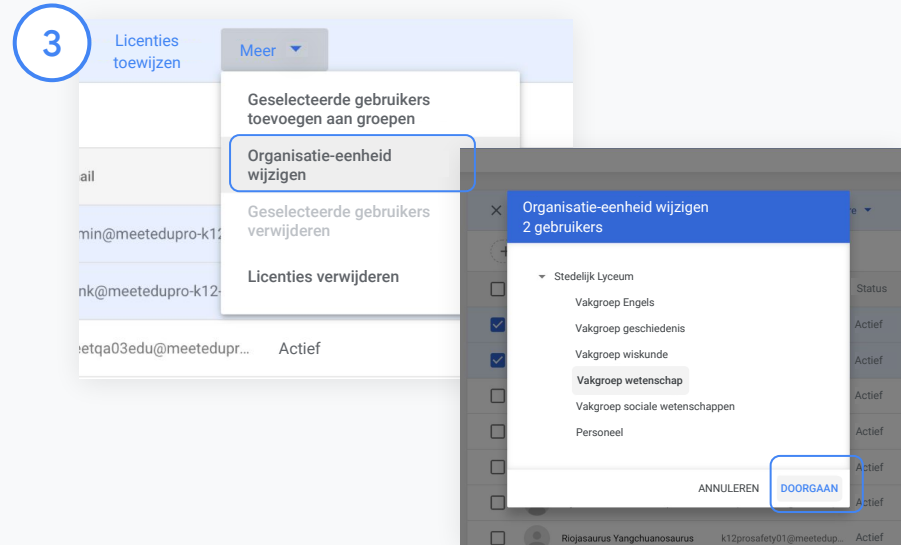 3
Licenties
toewijzen
Meer
Geselecteerde gebruikers
toevoegen aan groepen
Organisatie-eenheid
wijzigen
Geselecteerde gebruikers
verwijderen
Licenties verwijderen
ail
min@meetedupro-k12
nk@meetedupro-k12-
eetqa03edu@meetedupr... Actief
Organisatie-eenheid wijzigen
2 gebruikers
re
Stedelijk Lyceum
Vakgroep Engels
Vakgroep geschiedenis
Vakgroep wiskunde
Vakgroep wetenschap
Vakgroep sociale wetenschappen
Personeel
ANNULEREN DOORGAAN
Status
Actief
Actief
Actief
Actief
Actief
Actief
Riojasaurus Yangchuanosaurus k12prosafety01@meetedup... Actief